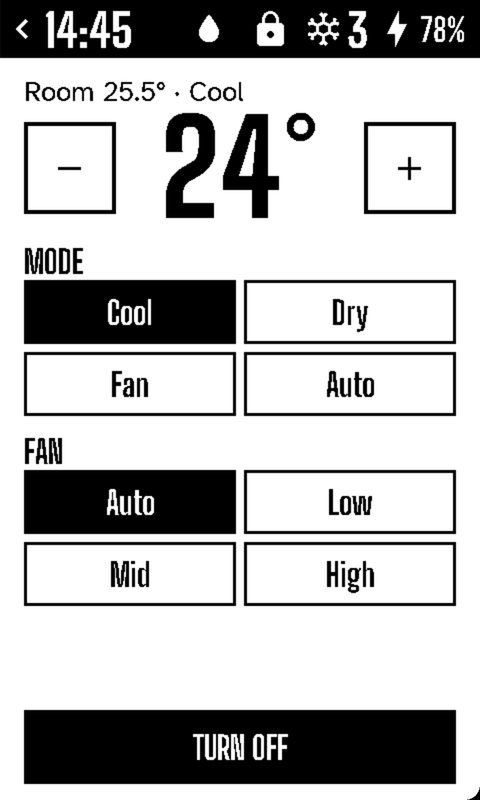 < 14:45 3 78%
Room 25.5° · Cool
− 24° +
MODE
Cool Dry
Fan Auto
FAN
Auto Low
Mid High
TURN OFF